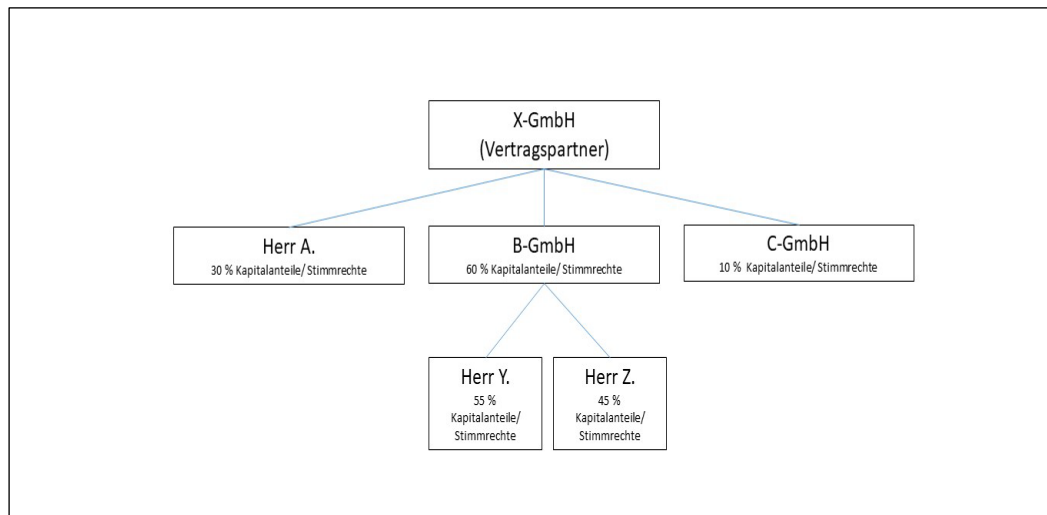 X-GmbH
(Vertragspartner)
Herr A.
30 % Kapitalanteile/ Stimmrechte
B-GmbH
60 % Kapitalanteile/ Stimmrechte
C-GmbH
10 % Kapitalanteile/ Stimmrechte
Herr Y.
55 %
Kapitalanteile/
Stimmrechte
Herr Z.
45 %
Kapitalanteile/
Stimmrechte